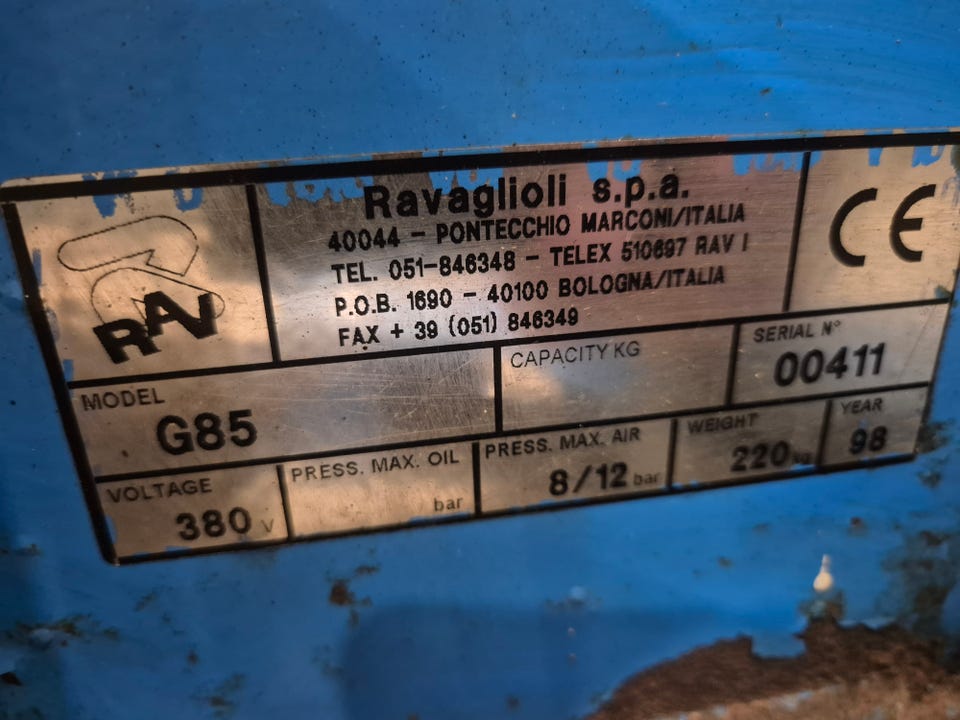 RAV
Ravaglioli s.p.a.
40044 - PONTECCHIO MARCONI/ITALIA
TEL. 051-846348 - TELEX 510697 RAV I
P.O.B. 1690 - 40100 BOLOGNA/ITALIA
FAX + 39 (051) 846349
CE
MODEL
G85
CAPACITY KG
SERIAL N°
00411
VOLTAGE
380 V
PRESS. MAX. OIL
bar
PRESS. MAX. AIR
8/12 bar
WEIGHT
220 kg
YEAR
98